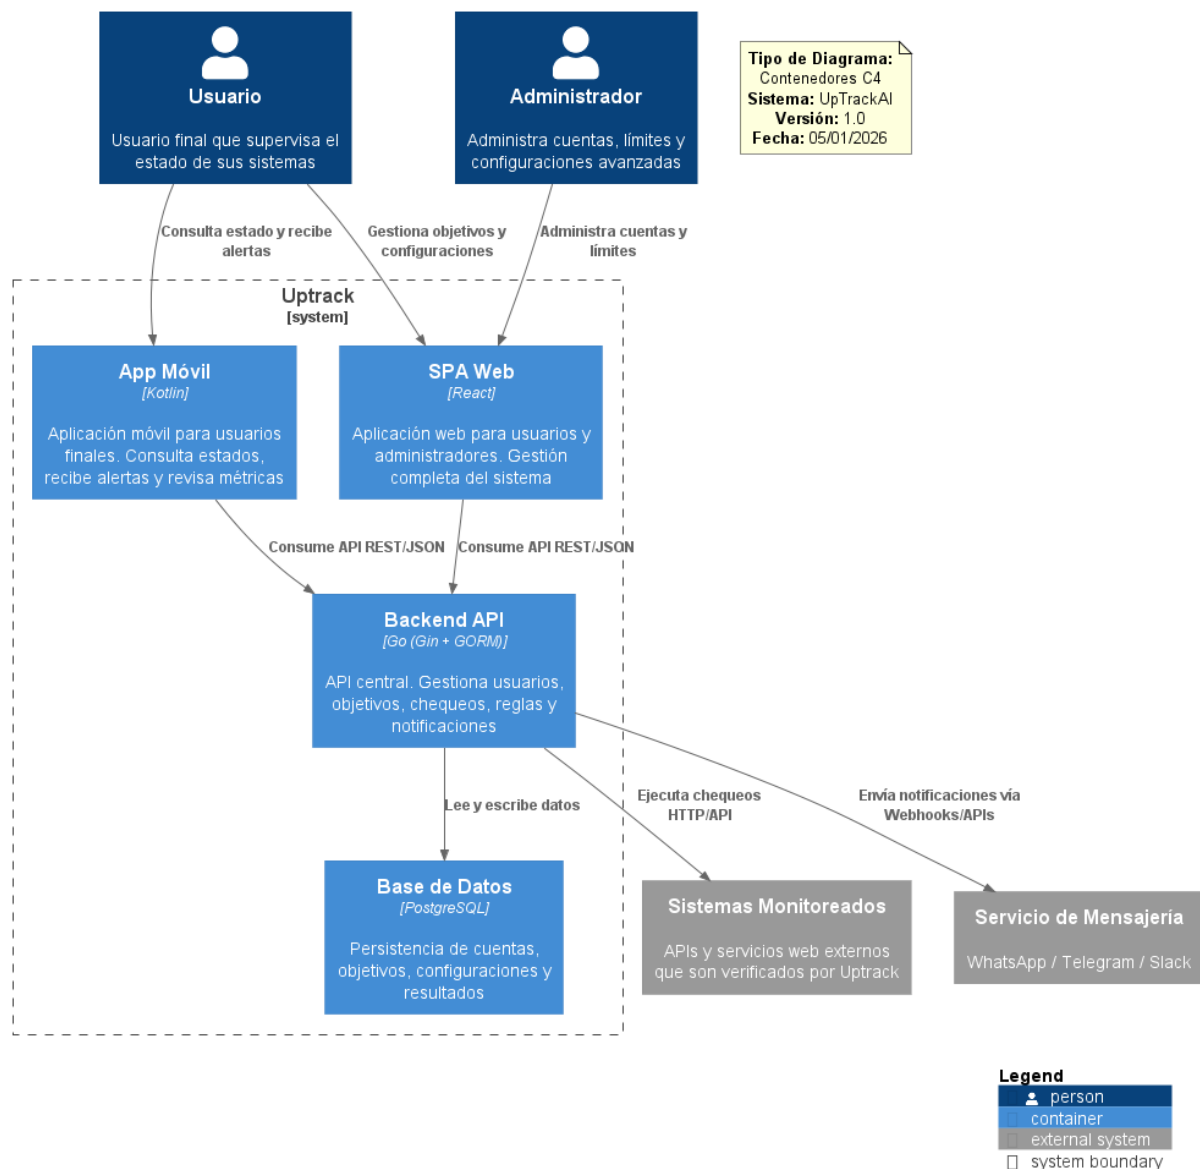 Usuario
Usuario final que supervisa el
estado de sus sistemas
Administrador
Administra cuentas, límites y
configuraciones avanzadas
Tipo de Diagrama:
Contenedores C4
Sistema: UpTrackAI
Versión: 1.0
Fecha: 05/01/2026
Consulta estado y recibe
alertas
Gestiona objetivos y
configuraciones
Administra cuentas y
límites
Uptrack
[system]
App Móvil
[Kotlin]
Aplicación móvil para usuarios
finales. Consulta estados,
recibe alertas y revisa métricas
SPA Web
[React]
Aplicación web para usuarios y
administradores. Gestión
completa del sistema
Consume API REST/JSON
Consume API REST/JSON
Backend API
[Go (Gin + GORM)]
API central. Gestiona usuarios,
objetivos, chequeos, reglas y
notificaciones
Lee y escribe datos
Ejecuta chequeos
HTTP/API
Envía notificaciones vía
Webhooks/APIs
Base de Datos
[PostgreSQL]
Persistencia de cuentas,
objetivos, configuraciones y
resultados
Sistemas Monitoreados
APIs y servicios web externos
que son verificados por Uptrack
Servicio de Mensajería
WhatsApp / Telegram / Slack
Legend
person
container
external system
system boundary